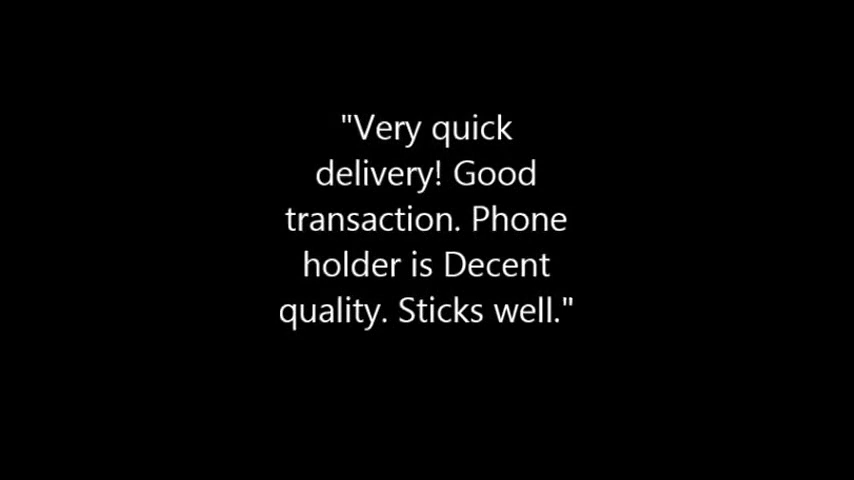 "Very quick
delivery! Good
transaction. Phone
holder is Decent
quality. Sticks well."